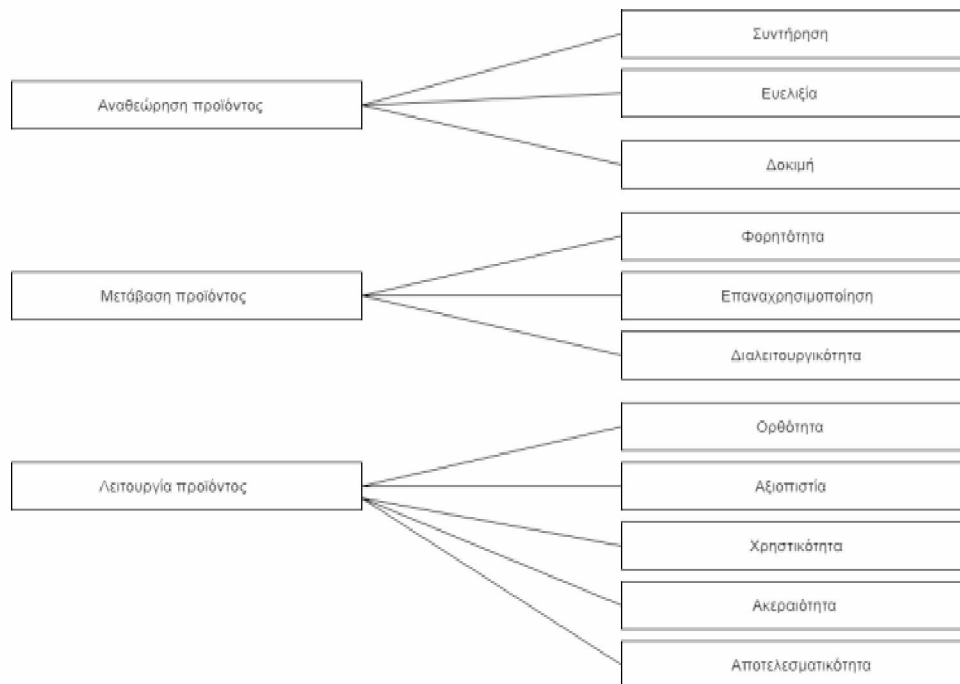 Συντήρηση
Αναθεώρηση προϊόντος
Ευελιξία
Δοκιμή
Φορητότητα
Μετάβαση προϊόντος
Επαναχρησιμοποίηση
Διαλειτουργικότητα
Ορθότητα
Λειτουργία προϊόντος
Αξιοπιστία
Χρηστικότητα
Ακεραιότητα
Αποτελεσματικότητα